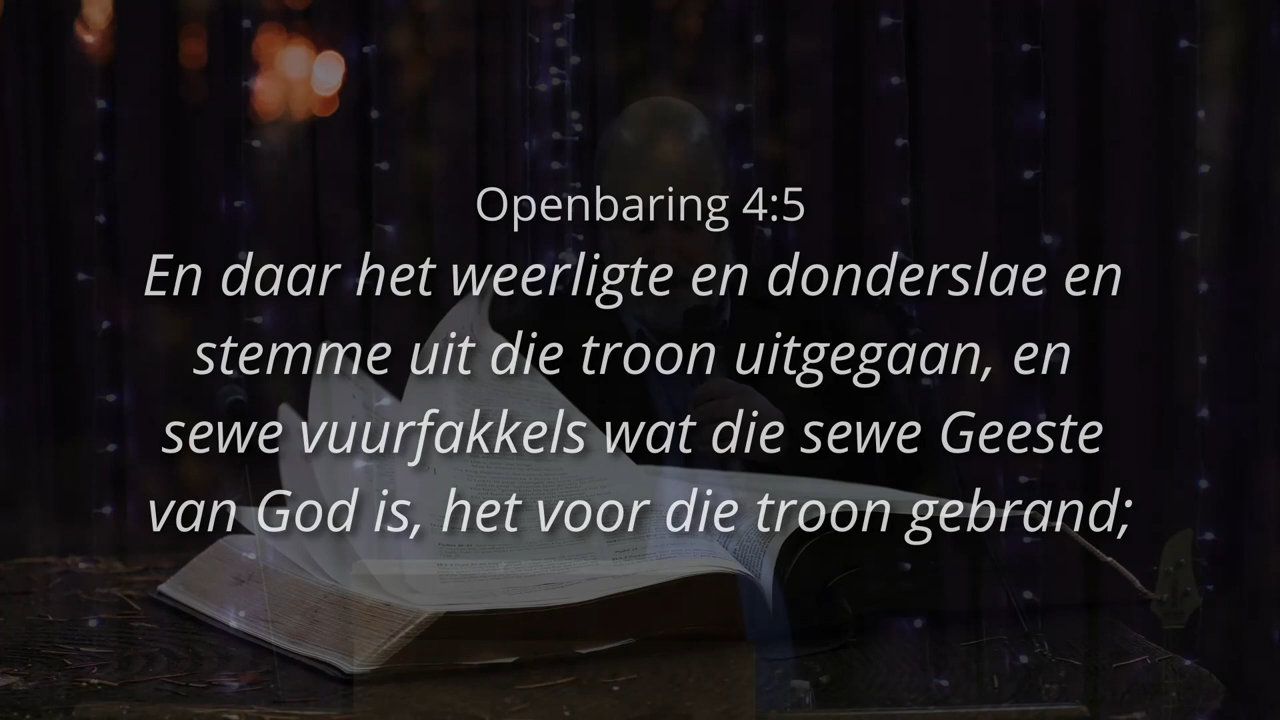 Openbaring 4:5
En daar het weerligte en donderslae en
stemme uit die troon uitgegaan, en
sewe vuurfakkels wat die sewe Geeste
van God is, het voor die troon gebrand;